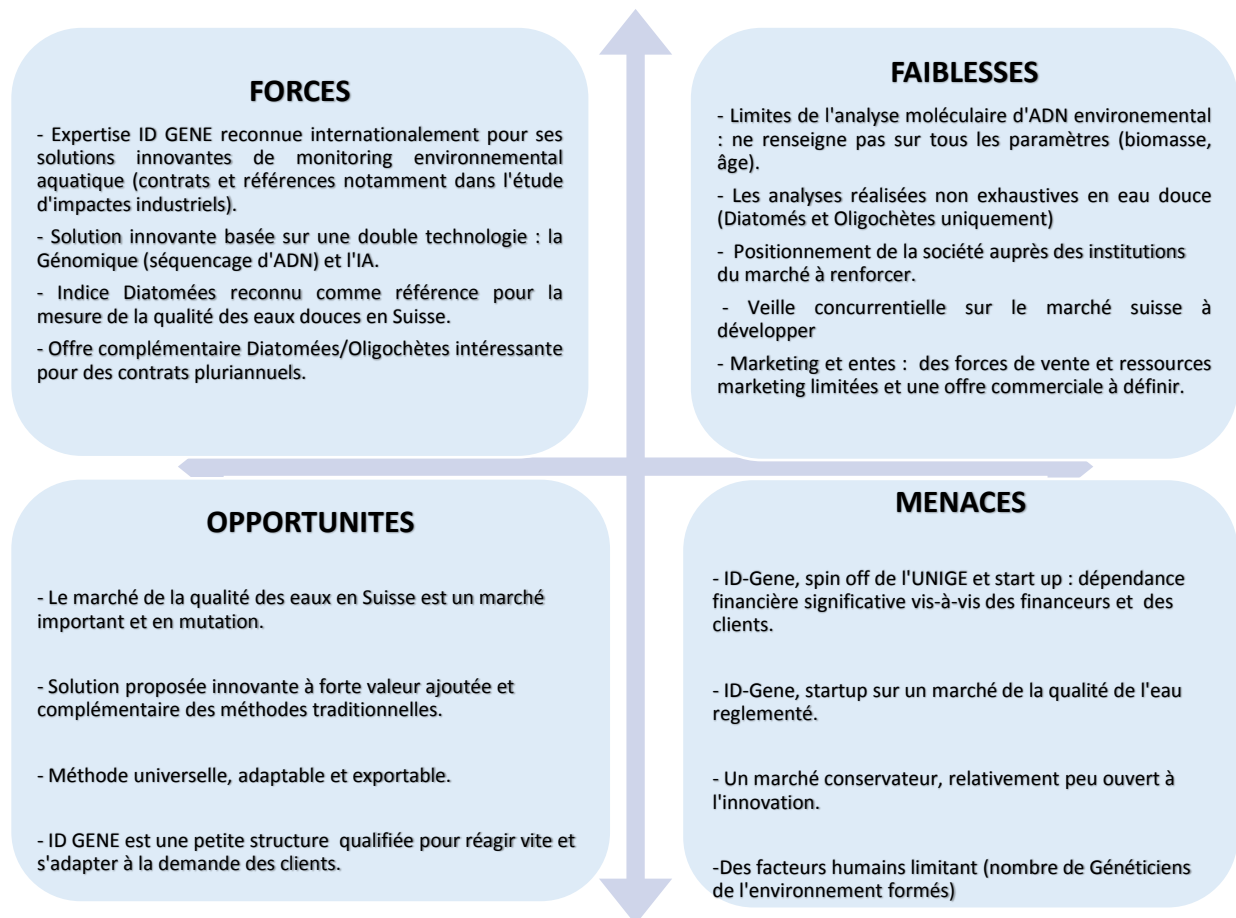 FORCES
- Expertise ID GENE reconnue internationalement pour ses
solutions innovantes de monitoring environnemental
aquatique (contrats et références notamment dans l'étude
d'impactes industriels).
- Solution innovante basée sur une double technologie : la
Génomique (séquencage d'ADN) et l'IA.
- Indice Diatomées reconnu comme référence pour la
mesure de la qualité des eaux douces en Suisse.
- Offre complémentaire Diatomées/Oligochètes intéressante
pour des contrats pluriannuels.
FAIBLESSES
- Limites de l'analyse moléculaire d'ADN environemental
: ne renseigne pas sur tous les paramètres (biomasse,
âge).
- Les analyses réalisées non exhaustives en eau douce
(Diatomés et Oligochètes uniquement)
- Positionnement de la société auprès des institutions
du marché à renforcer.
- Veille concurrentielle sur le marché suisse à
développer
- Marketing et entes : des forces de vente et ressources
marketing limitées et une offre commerciale à définir.
OPPORTUNITES
- Le marché de la qualité des eaux en Suisse est un marché
important et en mutation.
- Solution proposée innovante à forte valeur ajoutée et
complémentaire des méthodes traditionnelles.
- Méthode universelle, adaptable et exportable.
- ID GENE est une petite structure qualifiée pour réagir vite et
s'adapter à la demande des clients.
MENACES
- ID-Gene, spin off de l'UNIGE et start up : dépendance
financière significative vis-à-vis des financeurs et des
clients.
- ID-Gene, startup sur un marché de la qualité de l'eau
reglementé.
- Un marché conservateur, relativement peu ouvert à
l'innovation.
-Des facteurs humains limitant (nombre de Généticiens
de l'environnement formés)